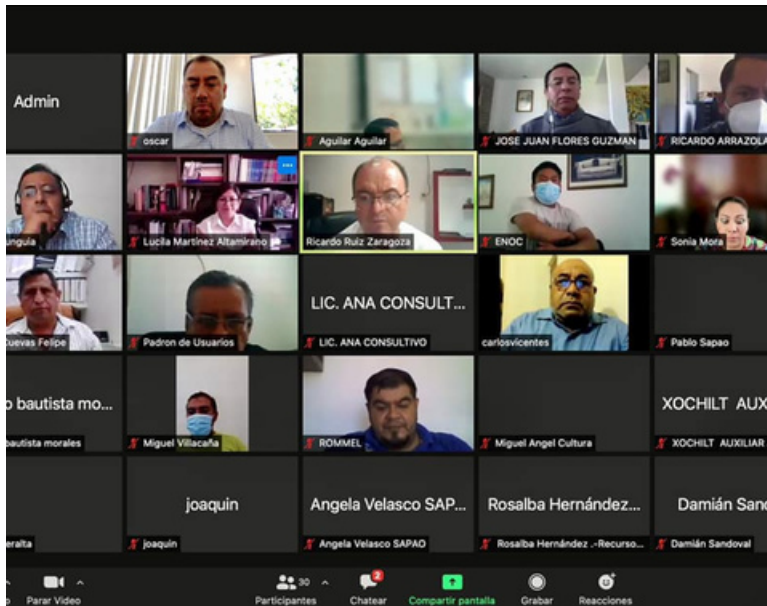 Admin
oscar
Aguilar Aguilar
JOSE JUAN FLORES GUZMAN
RICARDO ARRAZOLA
unguia
Lucila Martínez Altamirano
Ricardo Ruiz Zaragoza
ENOC
Sonia Mora
Cuevas Felipe
Padron de Usuarios
LIC. ANA CONSULT...
LIC. ANA CONSULTIVO
carlosvicentes
Pablo Sapao
o bautista mo...
bautista morales
Miguel Villacaña
ROMMEL
Miguel Angel Cultura
XOCHILT AUX
XOCHILT AUXILIAR
eralta
joaquin
joaquin
Angela Velasco SAP...
Angela Velasco SAPAO
Rosalba Hernández...
Rosalba Hernández .-Recurso...
Damián Sand
Damián Sandoval
Parar Video
30
Participantes
2
Chatear
Compartir pantalla
Grabar
Reacciones